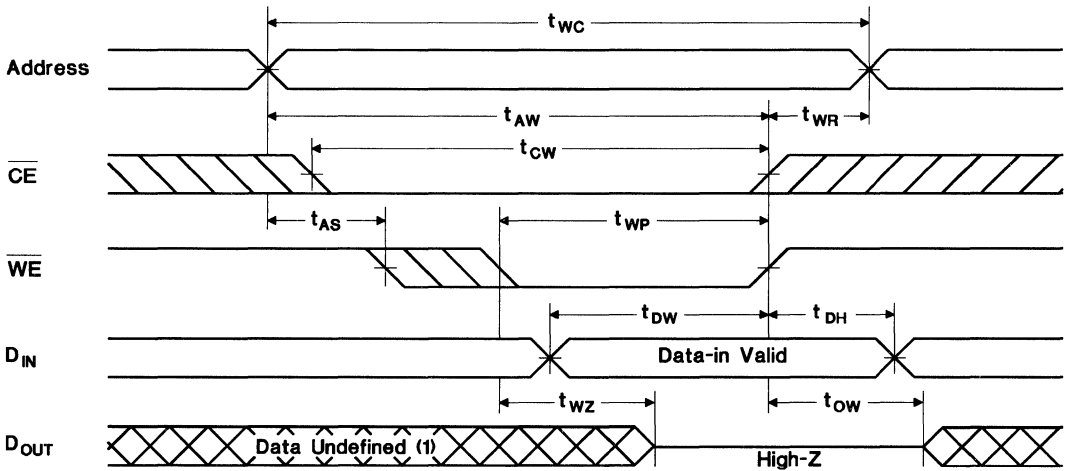 tWC
Address
tAW
tWR
tCW
CE
tAS
tWP
WE
tDW
tDH
DIN
Data-in Valid
tWZ
tOW
DOUT
Data Undefined (1)
High-Z